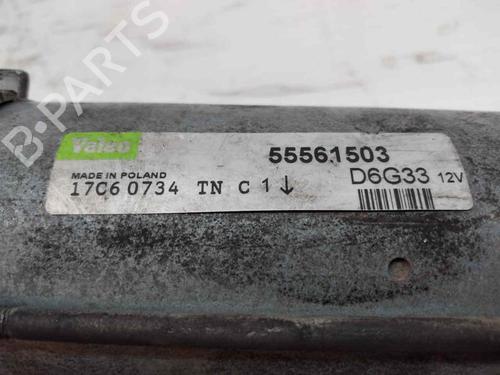 B-PARTS
Valeo
55561503
MADE IN POLAND
D6G33 12V
17C6 0734 TN C 1↓